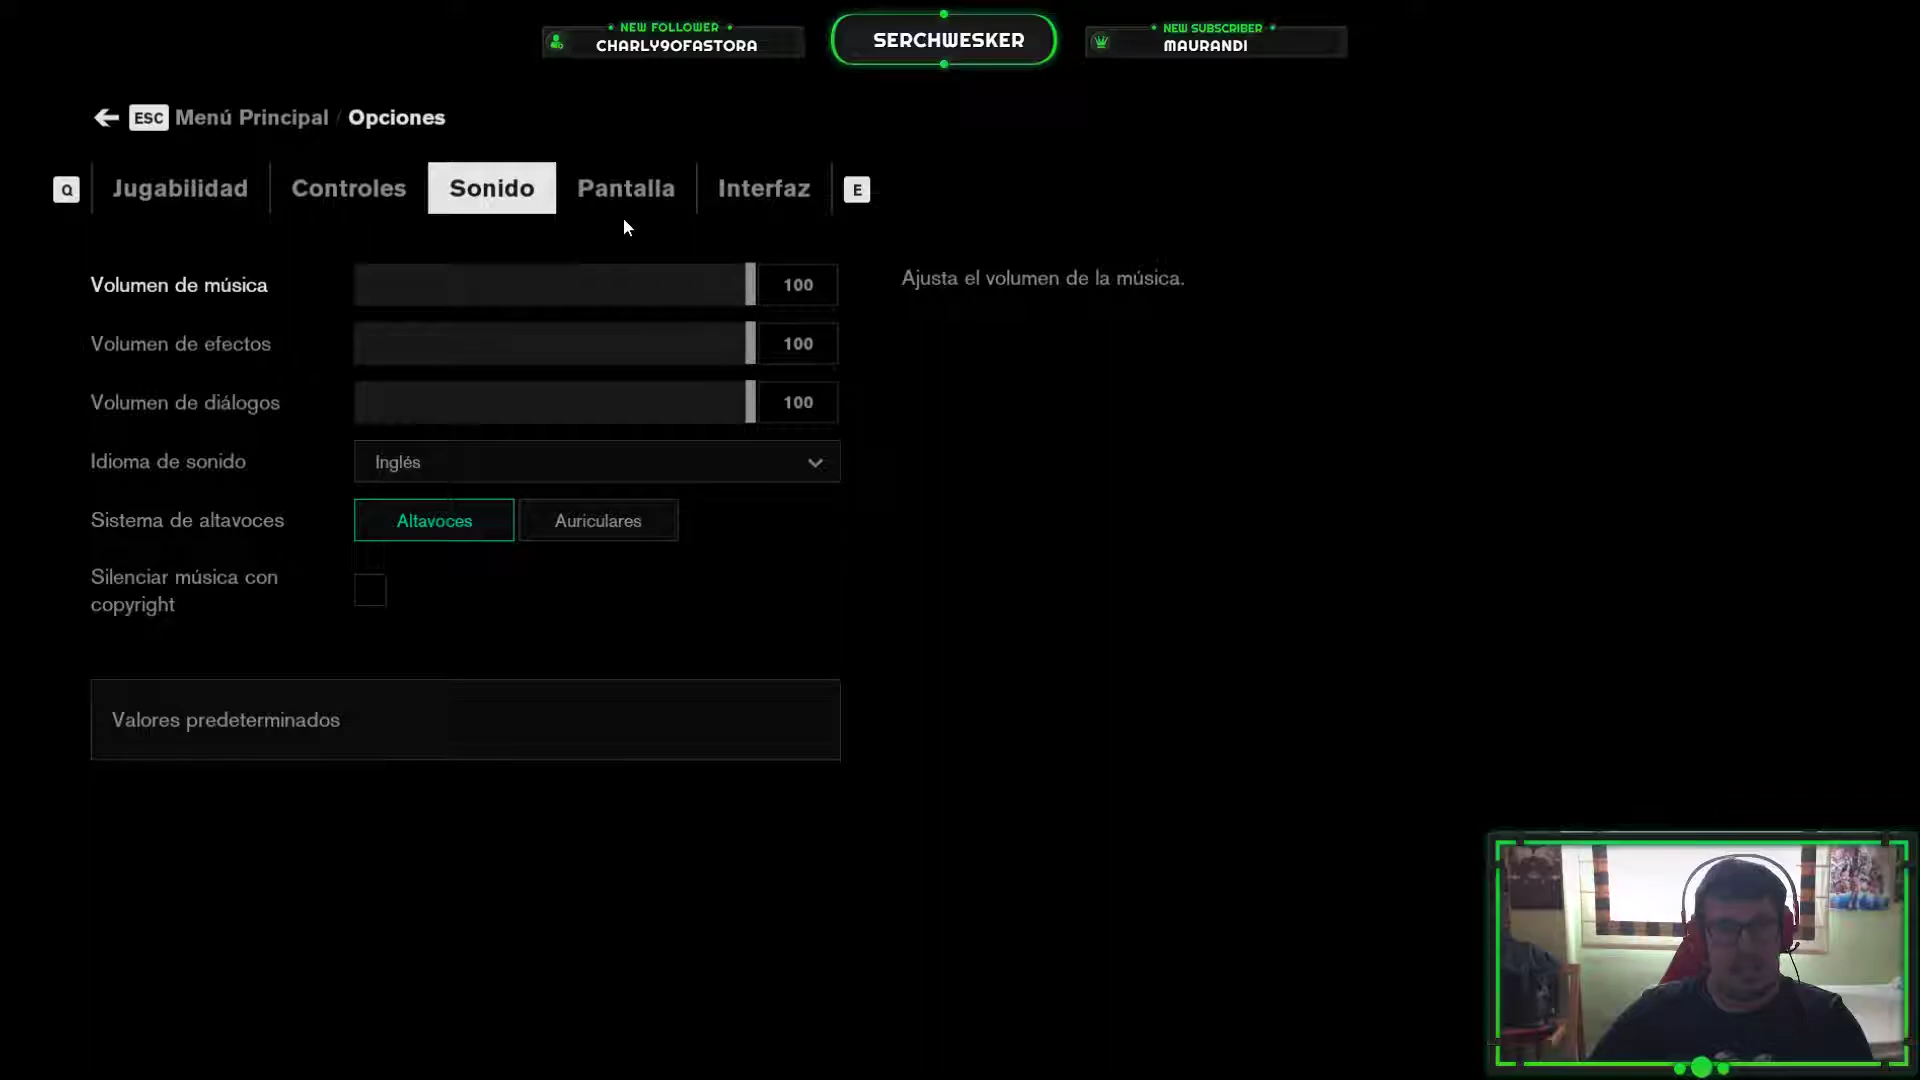 NEW FOLLOWER
CHARLY90FASTORA
SERCHWESKER
NEW SUBSCRIBER
MAURANDI
ESC Menú Principal / Opciones
Q Jugabilidad Controles Sonido Pantalla Interfaz E
Volumen de música 100
Ajusta el volumen de la música.
Volumen de efectos 100
Volumen de diálogos 100
Idioma de sonido Inglés
Sistema de altavoces Altavoces Auriculares
Silenciar música con
copyright
Valores predeterminados